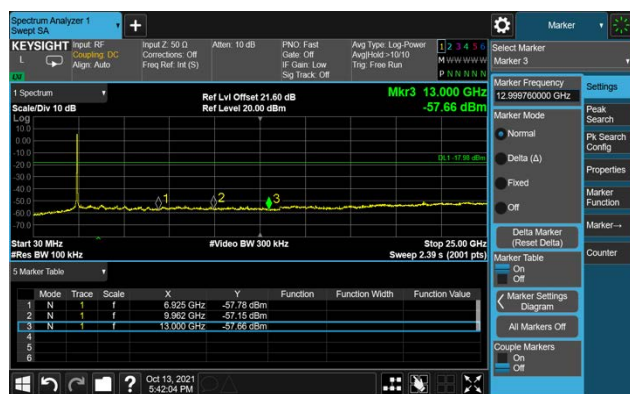 Spectrum Analyzer 1
Swept SA
Marker
KEYSIGHT Input: RF Input Z: 50 Ω Atten: 10 dB PNO: Fast Avg Type: Log-Power 1 2 3 4 5 6
L Coupling: DC Corrections: Off Gate: Off Avg|Hold:>10/10 M W W W W W
Align: Auto Freq Ref: Int (S) IF Gain: Low Trig: Free Run P N N N N N
Sig Track: Off
LXI
Select Marker
Marker 3
1 Spectrum
Ref Lvl Offset 21.60 dB
Mkr3 13.000 GHz
Scale/Div 10 dB
Ref Level 20.00 dBm
-57.66 dBm
Log
10.0
0.00
-10.0
-20.0
-30.0
-40.0
-50.0
-60.0
-70.0
DL1 -17.98 dBm
1
2
3
Start 30 MHz
#Video BW 300 kHz
Stop 25.00 GHz
#Res BW 100 kHz
Sweep 2.39 s (2001 pts)
5 Marker Table
Mode Trace Scale X Y Function Function Width Function Value
1 N 1 f 6.925 GHz -57.78 dBm
2 N 1 f 9.962 GHz -57.15 dBm
3 N 1 f 13.000 GHz -57.66 dBm
4
5
6
Oct 13, 2021
5:42:04 PM
?
Marker Frequency
12.999760000 GHz
Marker Mode
Normal
Delta (Δ)
Fixed
Off
Delta Marker
(Reset Delta)
Marker Table
On
Off
Marker Settings
Diagram
All Markers Off
Couple Markers
On
Off
Settings
Peak
Search
Pk Search
Config
Properties
Marker
Function
Marker→
Counter